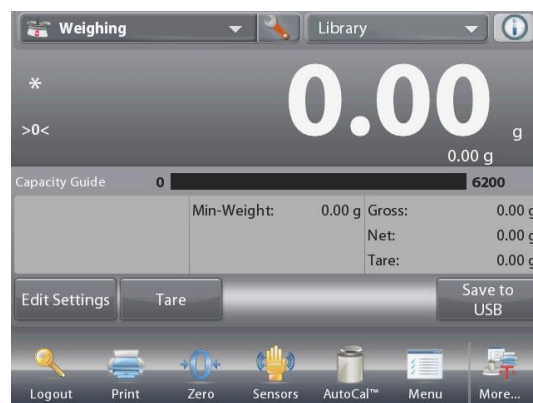 Weighing
Library
*
0.00 g
>0<
0.00 g
Capacity Guide 0 6200
Min-Weight: 0.00 g Gross: 0.00 g
Net: 0.00 g
Tare: 0.00 g
Edit Settings Tare Save to USB
Logout Print Zero Sensors AutoCal™ Menu More...